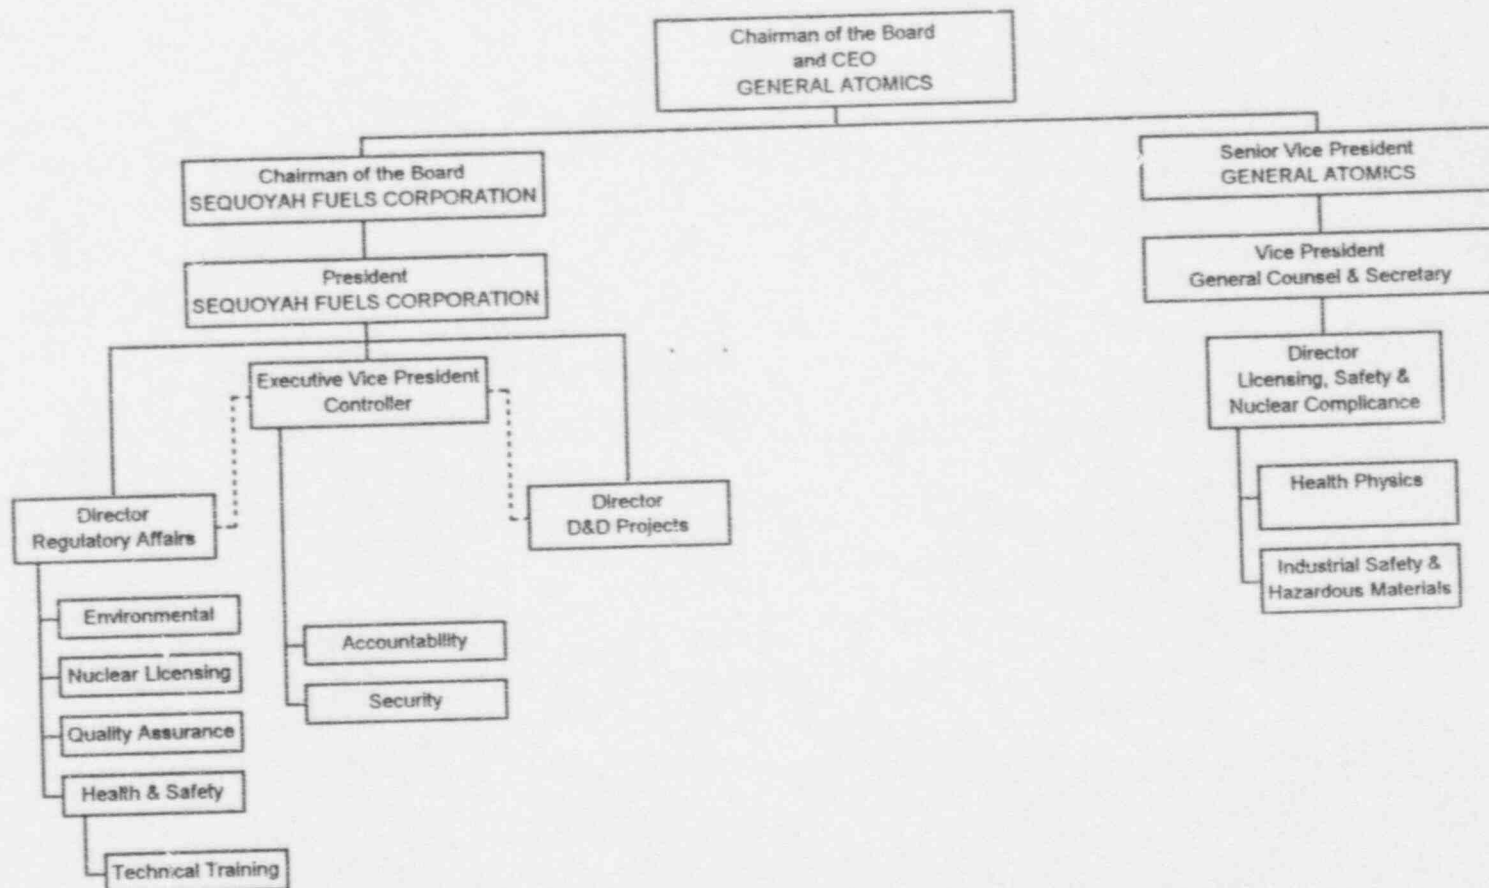 Chairman of the Board
and CEO
GENERAL ATOMICS
Chairman of the Board
SEQUOYAH FUELS CORPORATION
Senior Vice President
GENERAL ATOMICS
President
SEQUOYAH FUELS CORPORATION
Vice President
General Counsel & Secretary
Executive Vice President
Controller
Director
Licensing, Safety &
Nuclear Complicance
Director
Regulatory Affairs
Director
D&D Projects
Health Physics
Industrial Safety &
Hazardous Materials
Environmental
Nuclear Licensing
Quality Assurance
Health & Safety
Technical Training
Accountability
Security